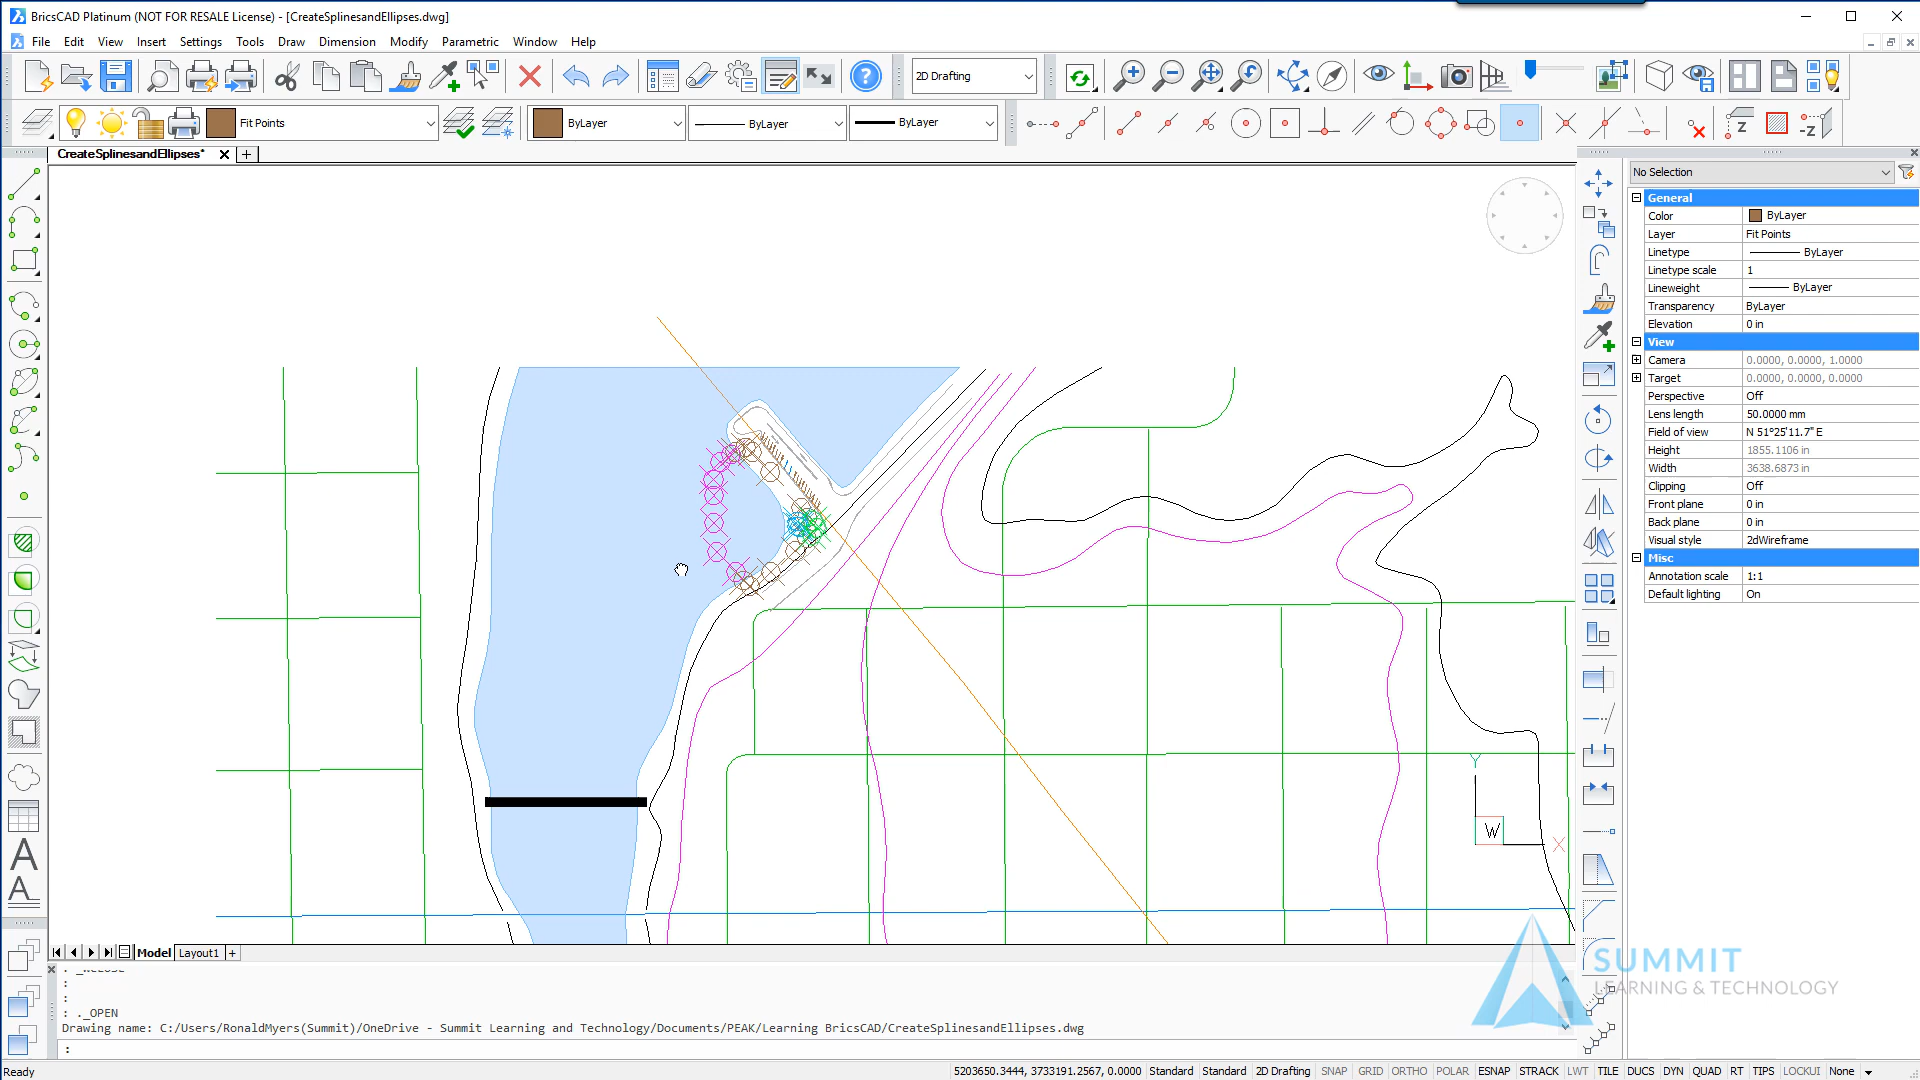 BricsCAD Platinum (NOT FOR RESALE License) - [CreateSplinesandEllipses.dwg]
File Edit View Insert Settings Tools Draw Dimension Modify Parametric Window Help
2D Drafting
Fit Points
ByLayer
ByLayer
ByLayer
CreateSplinesandEllipses*
No Selection
General
Color ByLayer
Layer Fit Points
Linetype ByLayer
Linetype scale 1
Lineweight ByLayer
Transparency ByLayer
Elevation 0 in
View
Camera 0.0000, 0.0000, 1.0000
Target 0.0000, 0.0000, 0.0000
Perspective Off
Lens length 50.0000 mm
Field of view N 51°25'11.7" E
Height 1855.1106 in
Width 3638.6873 in
Clipping Off
Front plane 0 in
Back plane 0 in
Visual style 2dWireframe
Misc
Annotation scale 1:1
Default lighting On
Y
W
X
Model Layout1 +
: _WCLOSE
:
:
: ._OPEN
Drawing name: C:/Users/RonaldMyers(Summit)/OneDrive - Summit Learning and Technology/Documents/PEAK/Learning BricsCAD/CreateSplinesandEllipses.dwg
:
SUMMIT
LEARNING & TECHNOLOGY
Ready
5203650.3444, 3733191.2567, 0.0000 Standard Standard 2D Drafting SNAP GRID ORTHO POLAR ESNAP STRACK LWT TILE DUCS DYN QUAD RT TIPS LOCKUI None